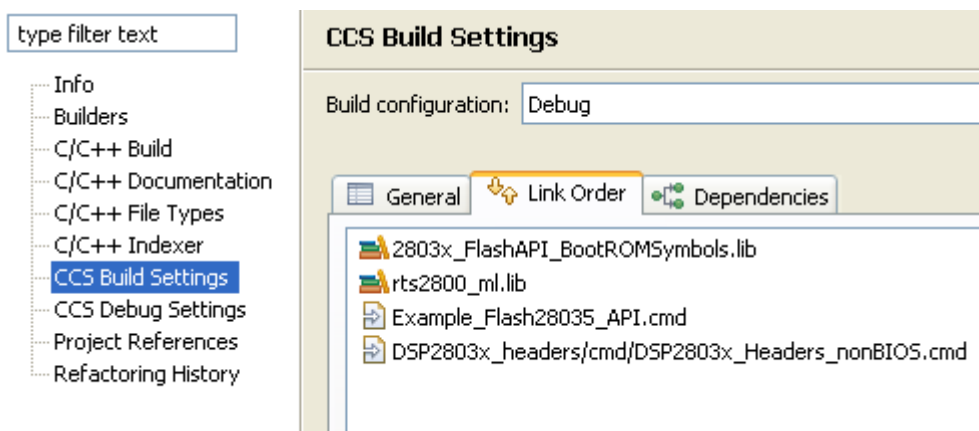 type filter text
Info
Builders
C/C++ Build
C/C++ Documentation
C/C++ File Types
C/C++ Indexer
CCS Build Settings
CCS Debug Settings
Project References
Refactoring History
CCS Build Settings
Build configuration: Debug
General Link Order Dependencies
2803x_FlashAPI_BootROMSymbols.lib
rts2800_ml.lib
Example_Flash28035_API.cmd
DSP2803x_headers/cmd/DSP2803x_Headers_nonBIOS.cmd